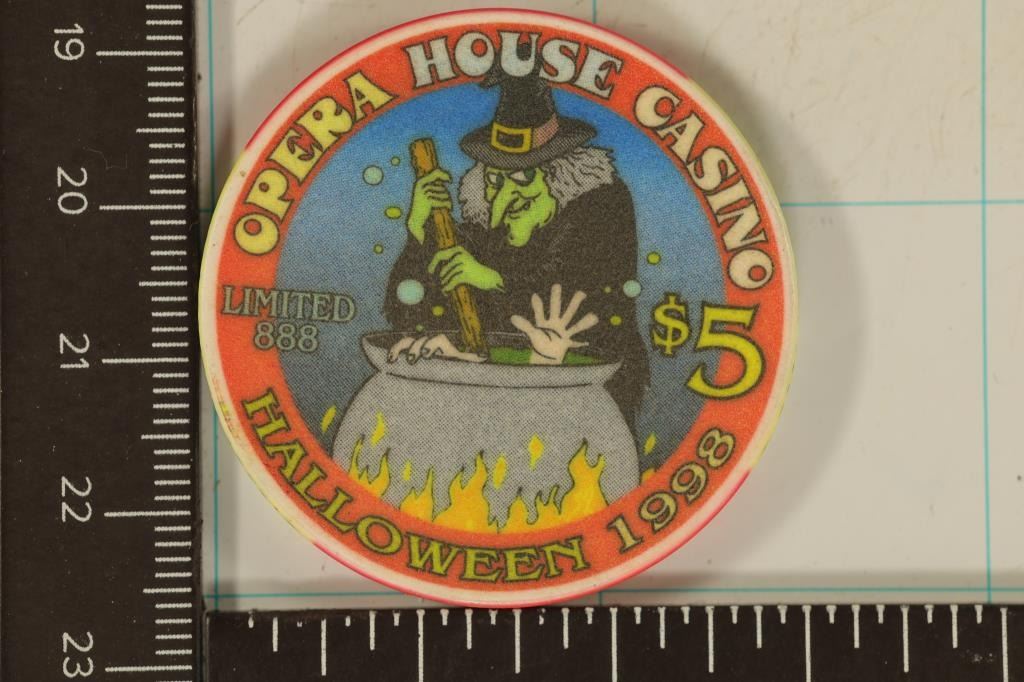 OPERA HOUSE CASINO
LIMITED
888
$5
HALLOWEEN 1998
19
20
21
22
23